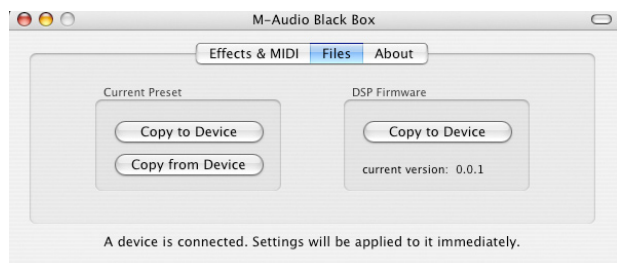 M-Audio Black Box
Effects & MIDI Files About
Current Preset
Copy to Device
Copy from Device
DSP Firmware
Copy to Device
current version: 0.0.1
A device is connected. Settings will be applied to it immediately.